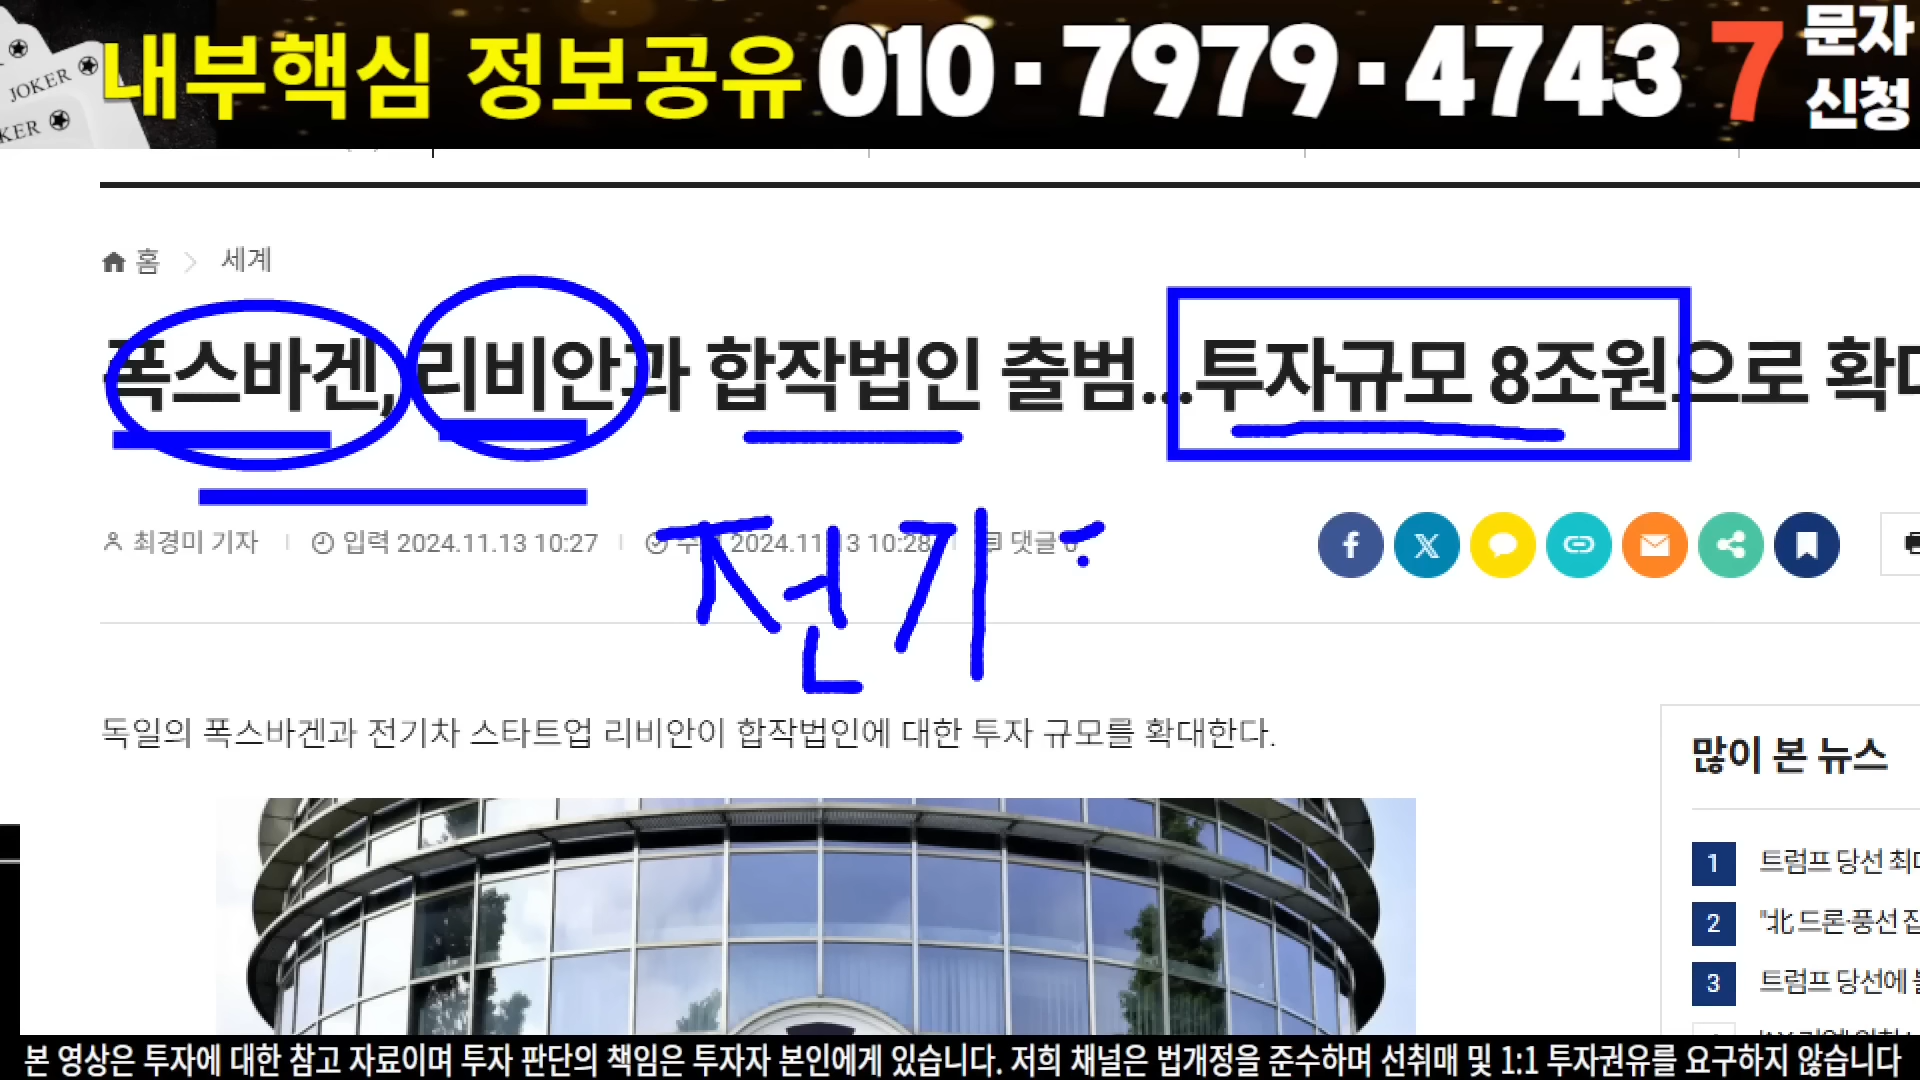 JOKER
KER
내부핵심 정보공유 010-7979-4743 7 문자 신청
홈 > 세계
폭스바겐, 리비안과 합작법인 출범...투자규모 8조원으로 확대
최경미 기자 | 입력 2024.11.13 10:27 | 2024.11.13 10:28 | 댓글 0
전기
독일의 폭스바겐과 전기차 스타트업 리비안이 합작법인에 대한 투자 규모를 확대한다.
많이 본 뉴스
1 트럼프 당선 최
2 "北 드론·풍선
3 트럼프 당선에
본 영상은 투자에 대한 참고 자료이며 투자 판단의 책임은 투자자 본인에게 있습니다. 저희 채널은 법개정을 준수하며 선취매 및 1:1 투자권유를 요구하지 않습니다